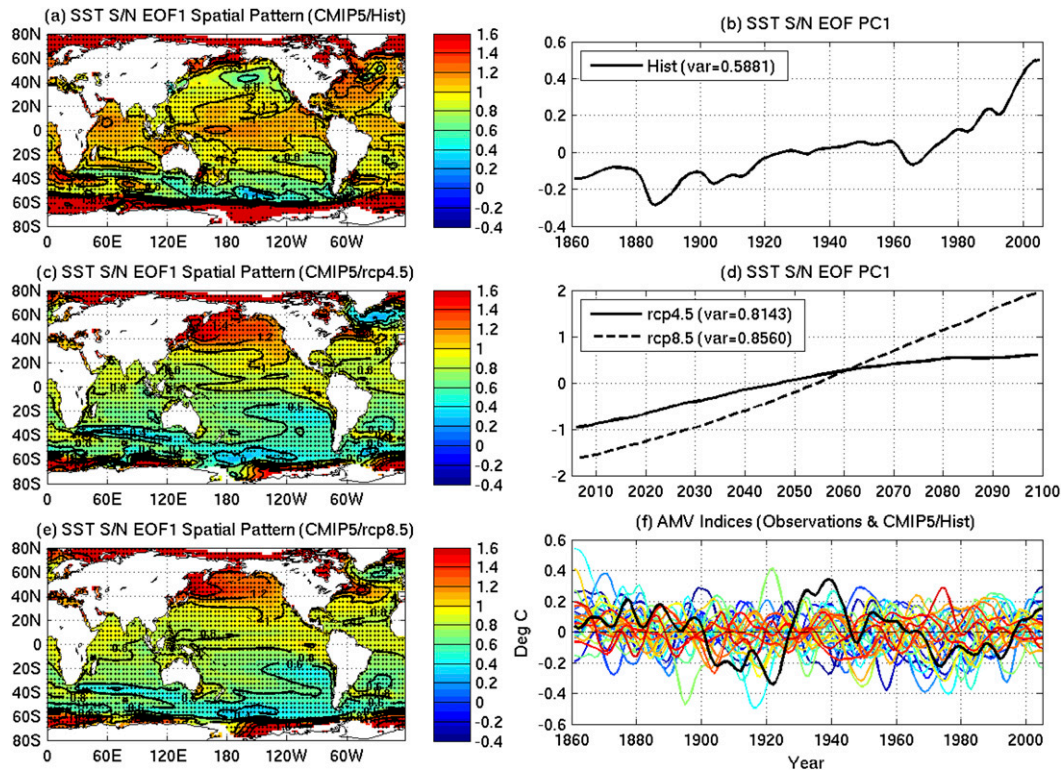 (a) SST S/N EOF1 Spatial Pattern (CMIP5/Hist)
80N
60N
40N
20N
0
20S
40S
60S
80S
0 60E 120E 180 120W 60W
1.6
1.4
1.2
1
0.8
0.6
0.4
0.2
0
-0.2
-0.4
(b) SST S/N EOF PC1
Hist (var=0.5881)
0.6
0.4
0.2
0
-0.2
-0.4
1860 1880 1900 1920 1940 1960 1980 2000
(c) SST S/N EOF1 Spatial Pattern (CMIP5/rcp4.5)
80N
60N
40N
20N
0
20S
40S
60S
80S
0 60E 120E 180 120W 60W
1.6
1.4
1.2
1
0.8
0.6
0.4
0.2
0
-0.2
-0.4
(d) SST S/N EOF PC1
rcp4.5 (var=0.8143)
rcp8.5 (var=0.8560)
2
1
0
-1
-2
2010 2020 2030 2040 2050 2060 2070 2080 2090 2100
(e) SST S/N EOF1 Spatial Pattern (CMIP5/rcp8.5)
80N
60N
40N
20N
0
20S
40S
60S
80S
0 60E 120E 180 120W 60W
1.6
1.4
1.2
1
0.8
0.6
0.4
0.2
0
-0.2
-0.4
(f) AMV Indices (Observations & CMIP5/Hist)
Deg C
0.6
0.4
0.2
0
-0.2
-0.4
-0.6
1860 1880 1900 1920 1940 1960 1980 2000
Year